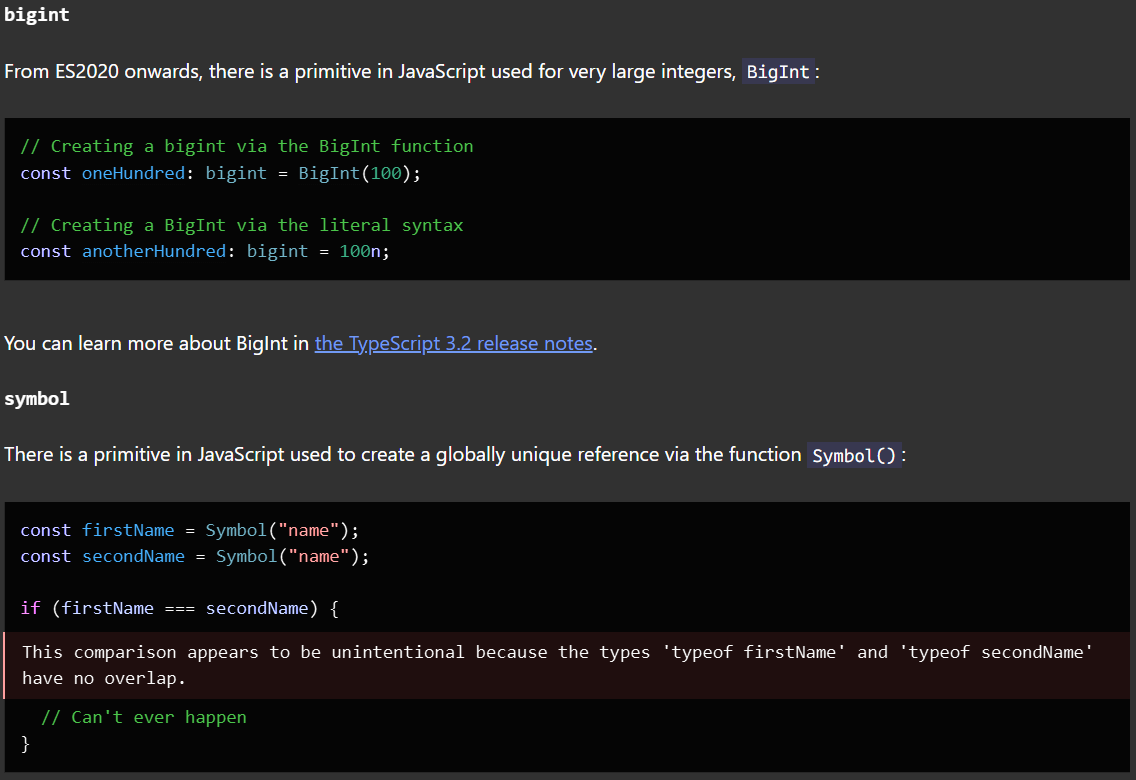 bigint
From ES2020 onwards, there is a primitive in JavaScript used for very large integers, BigInt:
// Creating a bigint via the BigInt function
const oneHundred: bigint = BigInt(100);
// Creating a BigInt via the literal syntax
const anotherHundred: bigint = 100n;
You can learn more about BigInt in the TypeScript 3.2 release notes.
symbol
There is a primitive in JavaScript used to create a globally unique reference via the function Symbol():
const firstName = Symbol("name");
const secondName = Symbol("name");
if (firstName === secondName) {
This comparison appears to be unintentional because the types 'typeof firstName' and 'typeof secondName'
have no overlap.
// Can't ever happen
}